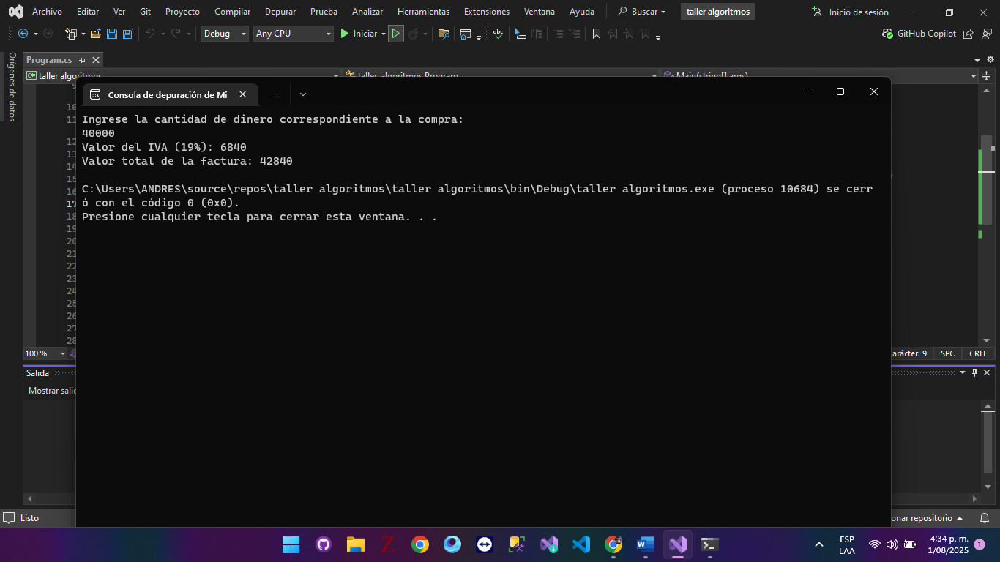 Archivo Editar Ver Git Proyecto Compilar Depurar Prueba Analizar Herramientas Extensiones Ventana Ayuda Buscar taller algoritmos Inicio de sesión
Debug Any CPU Iniciar GitHub Copilot
Orígenes de datos
Program.cs
C# taller algoritmos taller_algoritmos.Program Main(string[] args)
Consola de depuración de Mi
Ingrese la cantidad de dinero correspondiente a la compra:
40000
Valor del IVA (19%): 6840
Valor total de la factura: 42840
C:\Users\ANDRES\source\repos\taller algoritmos\taller algoritmos\bin\Debug\taller algoritmos.exe (proceso 10684) se cerr
ó con el código 0 (0x0).
Presione cualquier tecla para cerrar esta ventana. . .
9
10
11
12
13
14
15
16
17
18
19
20
21
22
23
24
25
26
27
28
100 % Carácter: 9 SPC CRLF
Salida
Mostrar salid
Listo onar repositorio
ESP
LAA
4:34 p. m.
1/08/2025
1